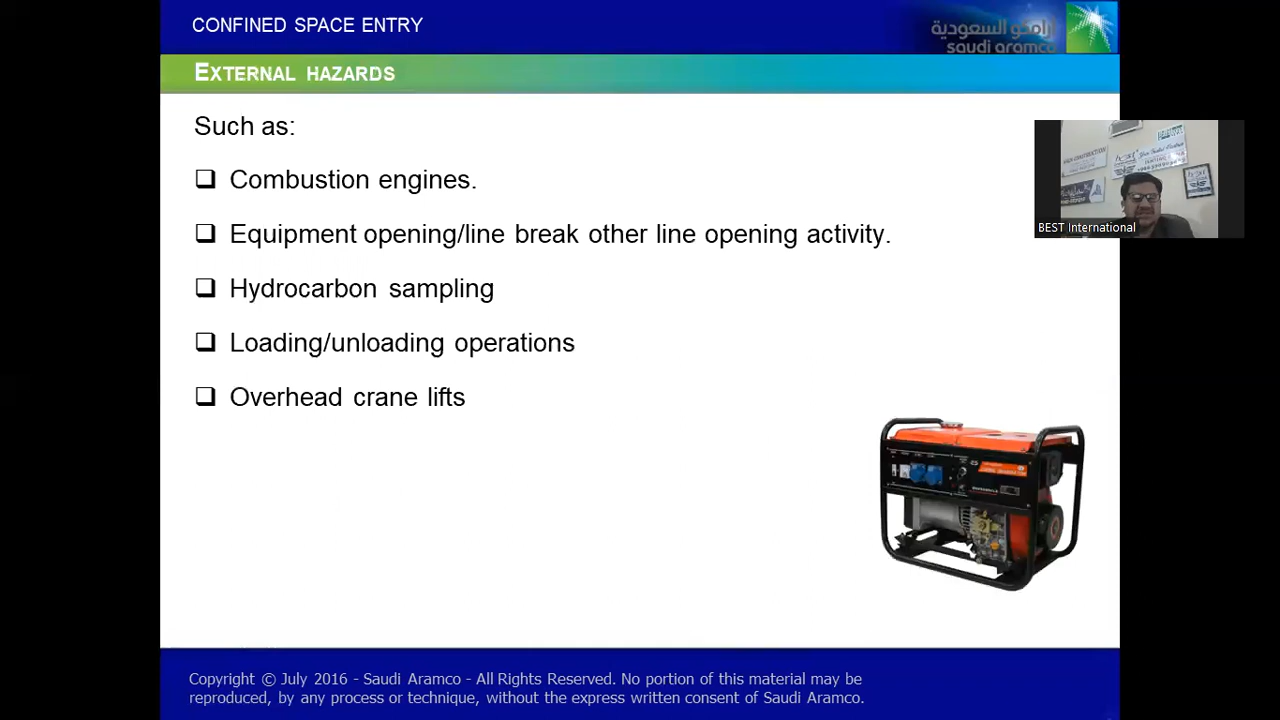 CONFINED SPACE ENTRY
أرامكو السعودية
saudi aramco
EXTERNAL HAZARDS
Such as:
Combustion engines.
Equipment opening/line break other line opening activity.
Hydrocarbon sampling
Loading/unloading operations
Overhead crane lifts
BEST International
Copyright © July 2016 - Saudi Aramco - All Rights Reserved. No portion of this material may be
reproduced, by any process or technique, without the express written consent of Saudi Aramco.